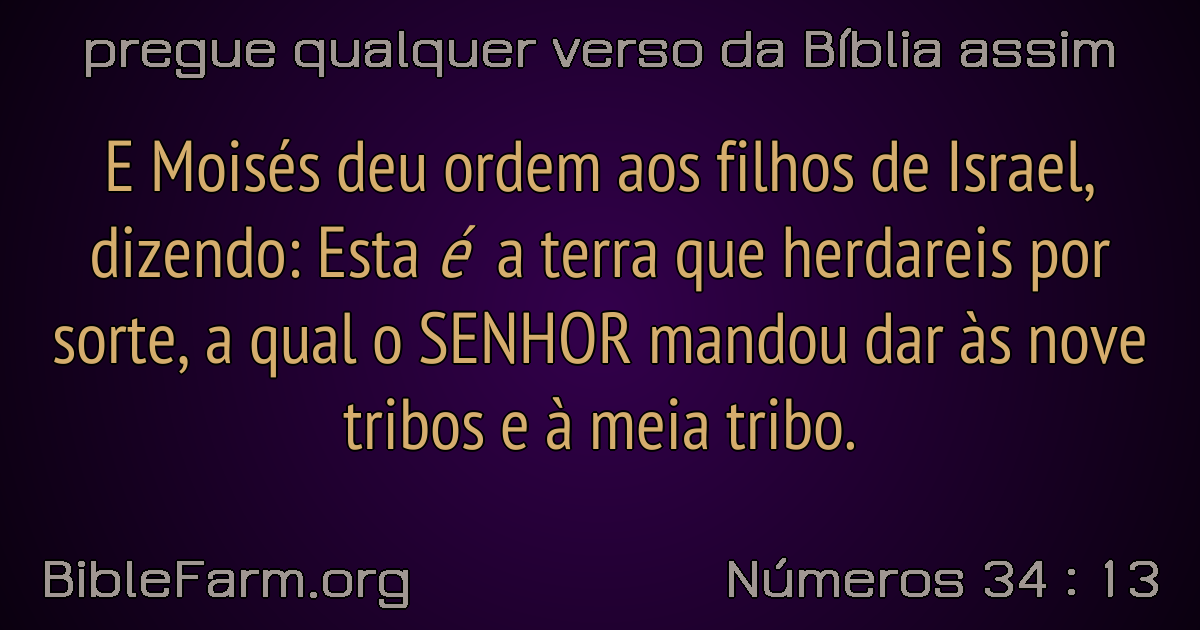 pregue qualquer verso da Bíblia assim
E Moisés deu ordem aos filhos de Israel,
dizendo: Esta é a terra que herdareis por
sorte, a qual o SENHOR mandou dar às nove
tribos e à meia tribo.
BibleFarm.org
Números 34 : 13